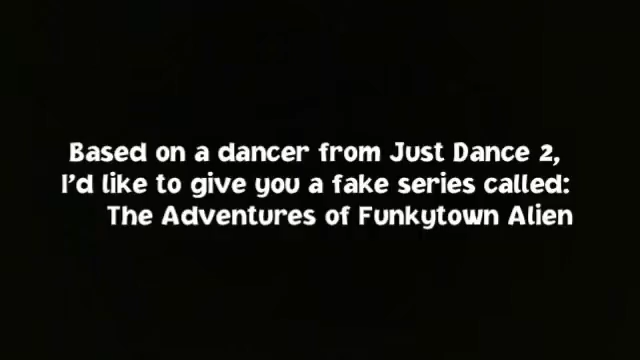 Based on a dancer from Just Dance 2,
I'd like to give you a fake series called:
The Adventures of Funkytown Alien